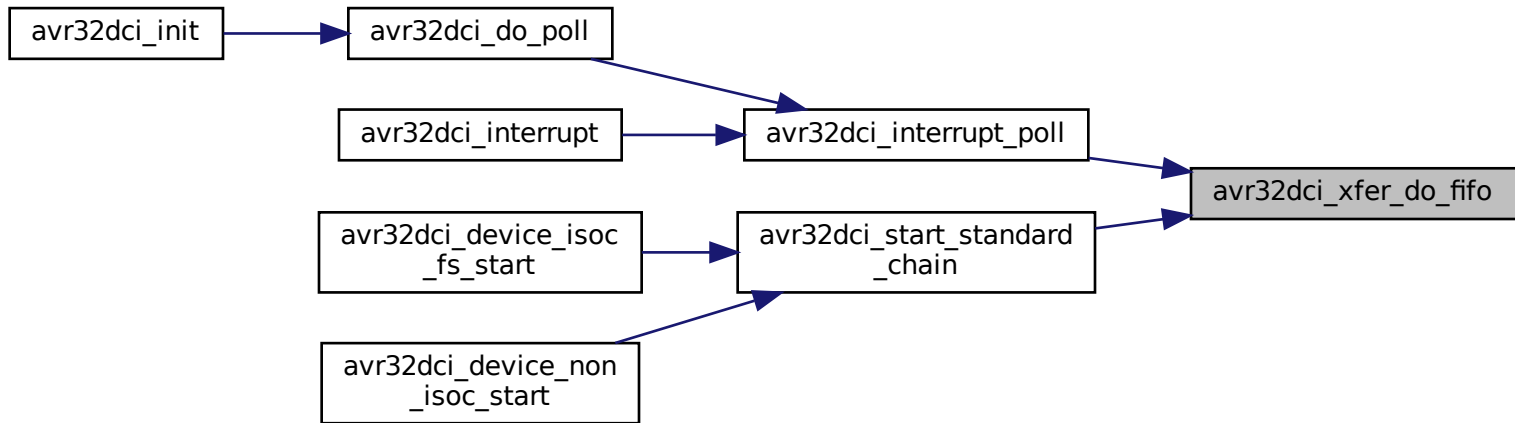 avr32dci_init
avr32dci_do_poll
avr32dci_interrupt
avr32dci_interrupt_poll
avr32dci_xfer_do_fifo
avr32dci_device_isoc
_fs_start
avr32dci_start_standard
_chain
avr32dci_device_non
_isoc_start